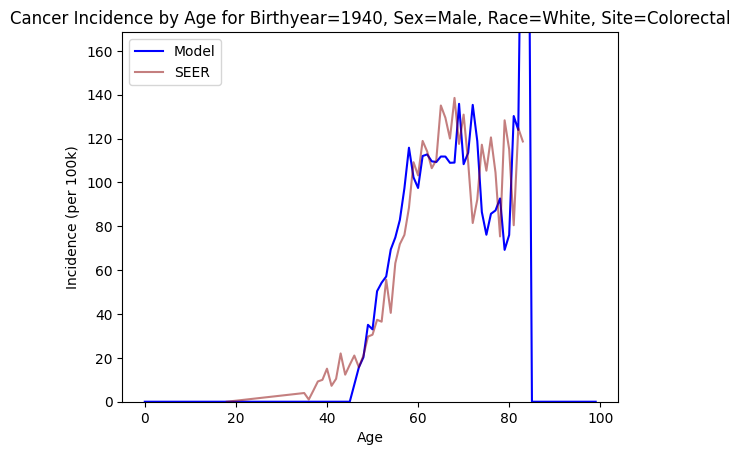 Cancer Incidence by Age for Birthyear=1940, Sex=Male, Race=White, Site=Colorectal
Model
SEER
Incidence (per 100k)
160
140
120
100
80
60
40
20
0
0 20 40 60 80 100
Age